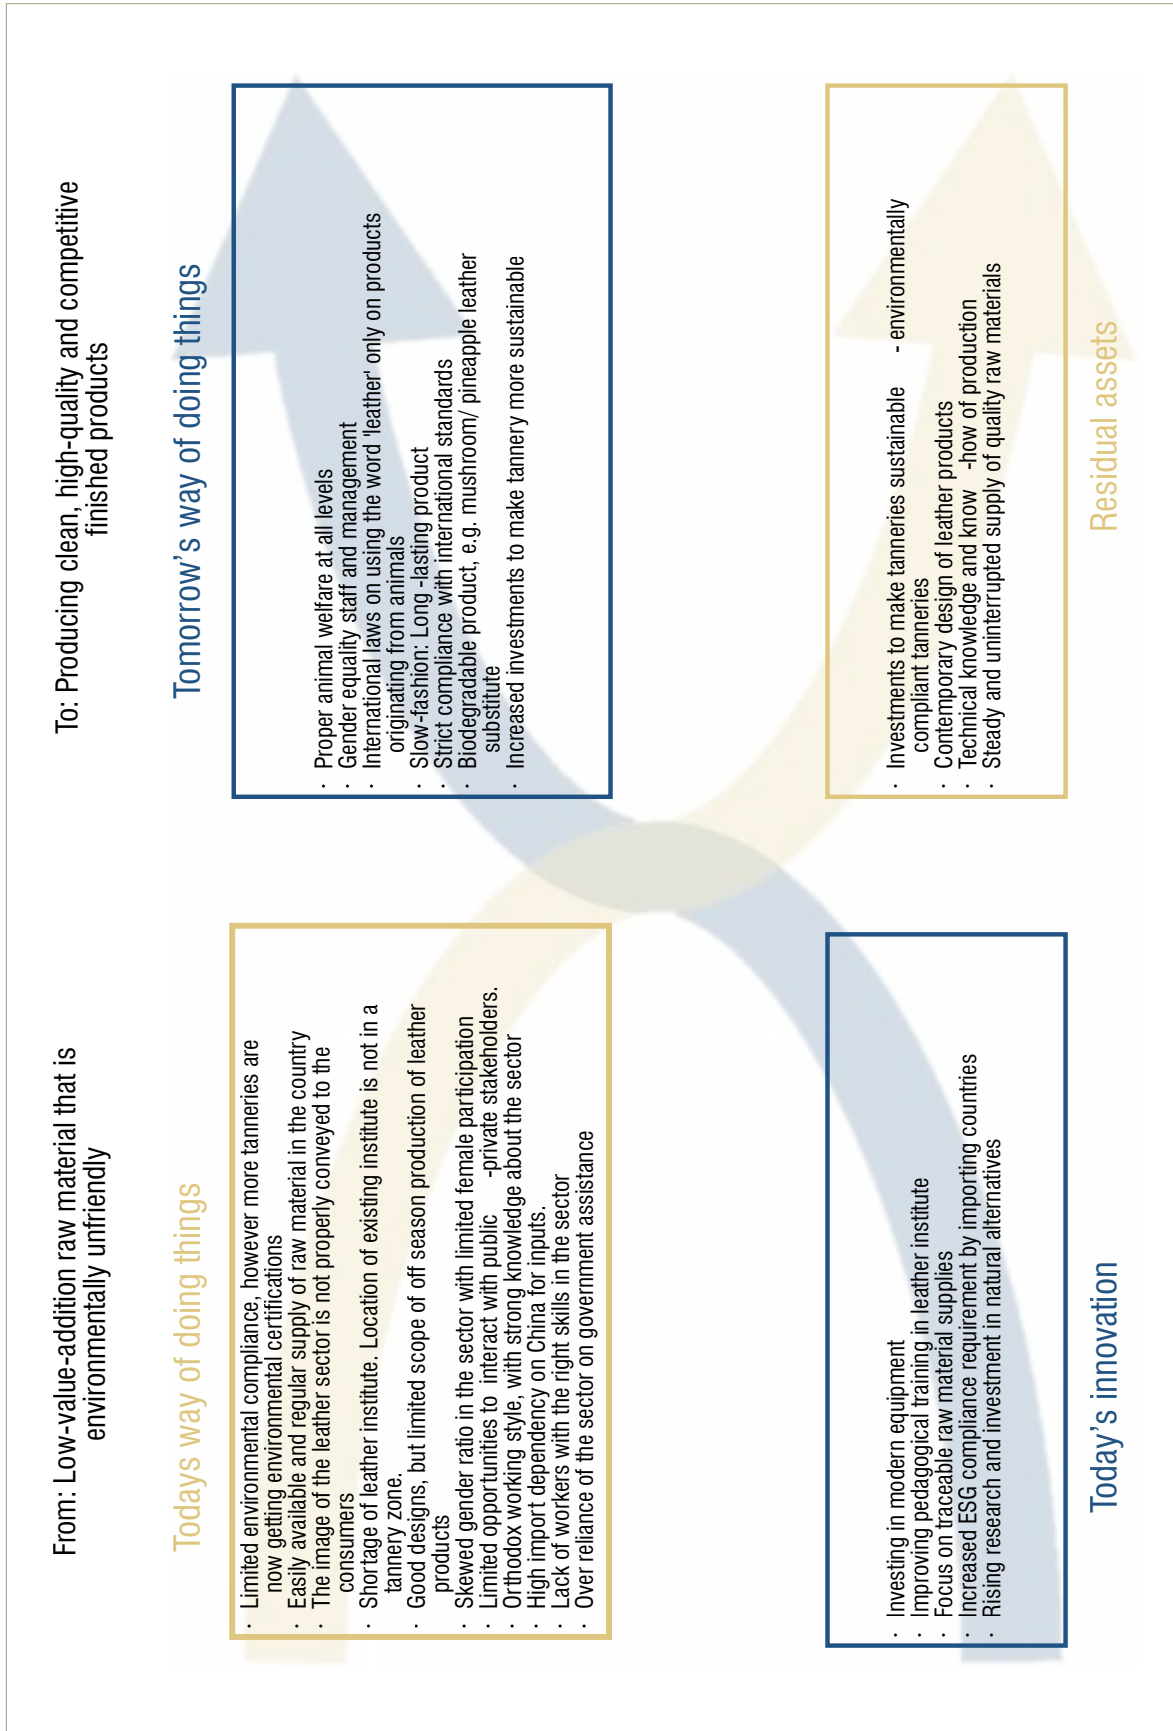 From: Low-value-addition raw material that is
environmentally unfriendly
To: Producing clean, high-quality and competitive
finished products
Todays way of doing things
· Limited environmental compliance, however more tanneries are
now getting environmental certifications
· Easily available and regular supply of raw material in the country
· The image of the leather sector is not properly conveyed to the
consumers
· Shortage of leather institute. Location of existing institute is not in a
tannery zone.
· Good designs, but limited scope of off season production of leather
products
· Skewed gender ratio in the sector with limited female participation
· Limited opportunities to interact with public -private stakeholders.
· Orthodox working style, with strong knowledge about the sector
· High import dependency on China for inputs.
· Lack of workers with the right skills in the sector
· Over reliance of the sector on government assistance
Tomorrow's way of doing things
· Proper animal welfare at all levels
· Gender equality staff and management
· International laws on using the word 'leather' only on products
originating from animals
· Slow-fashion: Long -lasting product
· Strict compliance with international standards
· Biodegradable product, e.g. mushroom/ pineapple leather
substitute
· Increased investments to make tannery more sustainable
· Investing in modern equipment
· Improving pedagogical training in leather institute
· Focus on traceable raw material supplies
· Increased ESG compliance requirement by importing countries
· Rising research and investment in natural alternatives
Today's innovation
· Investments to make tanneries sustainable - environmentally
compliant tanneries
· Contemporary design of leather products
· Technical knowledge and know -how of production
· Steady and uninterrupted supply of quality raw materials
Residual assets